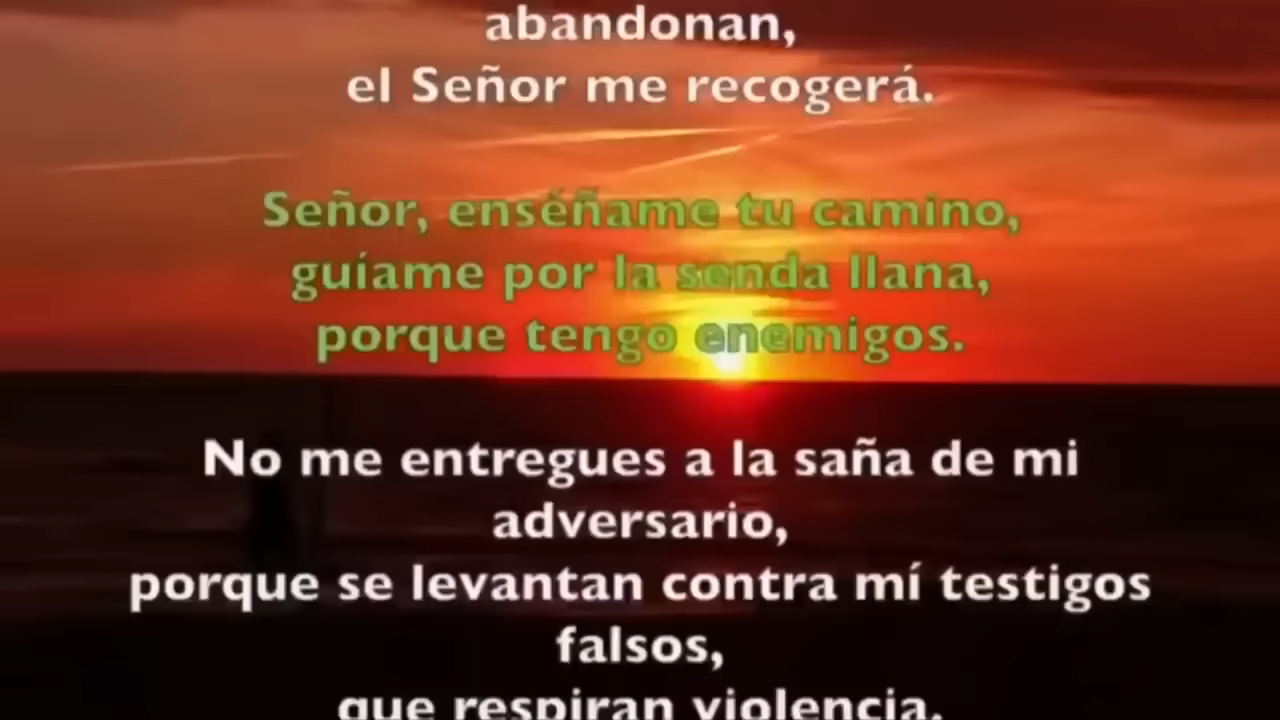 abandonan,
el Señor me recogerá.
Señor, enséñame tu camino,
guíame por la senda llana,
porque tengo enemigos.
No me entregues a la saña de mi
adversario,
porque se levantan contra mí testigos
falsos,
que respiran violencia.